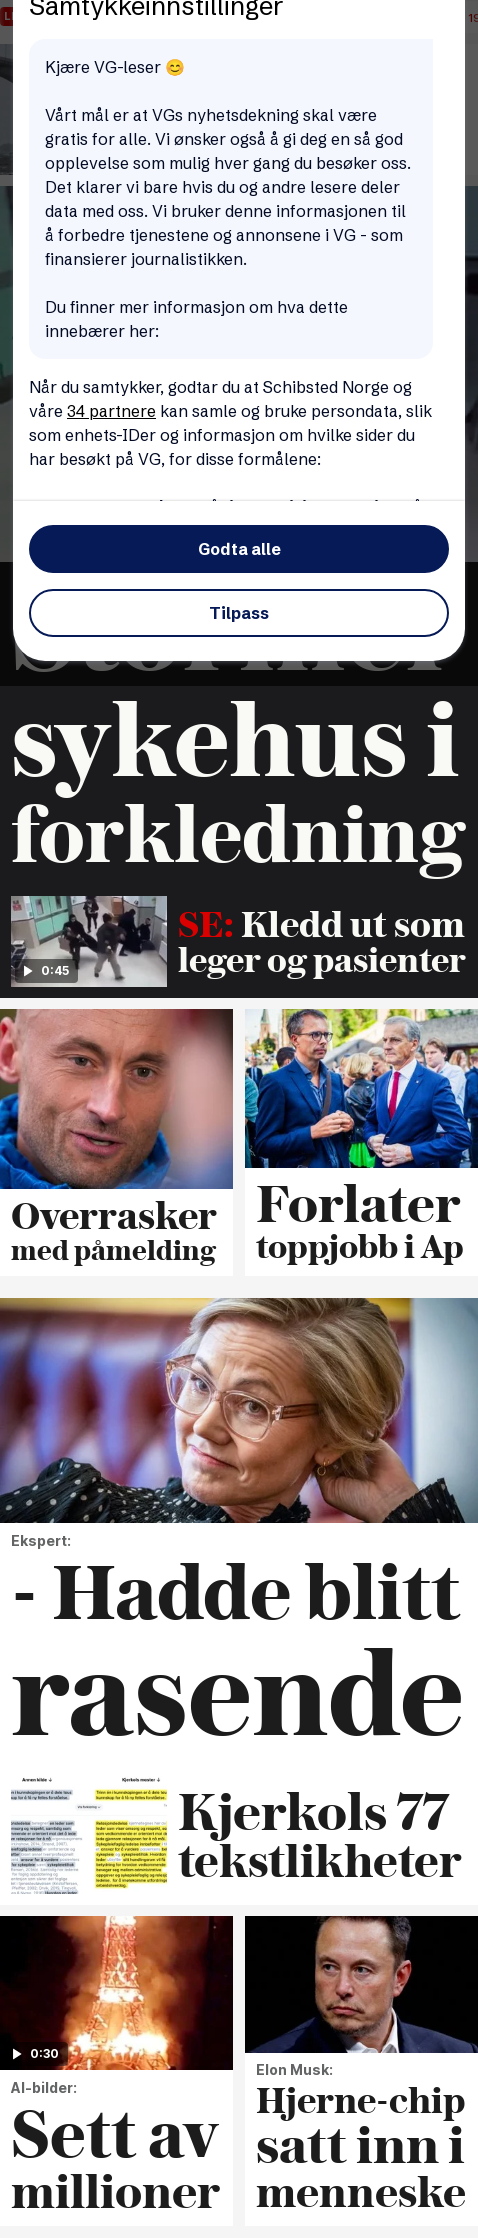 Samtykkeinnstillinger
Kjære VG-leser 😊
Vårt mål er at VGs nyhetsdekning skal være
gratis for alle. Vi ønsker også å gi deg en så god
opplevelse som mulig hver gang du besøker oss.
Det klarer vi bare hvis du og andre lesere deler
data med oss. Vi bruker denne informasjonen til
å forbedre tjenestene og annonsene i VG - som
finansierer journalistikken.
Du finner mer informasjon om hva dette
innebærer her:
Når du samtykker, godtar du at Schibsted Norge og
våre 34 partnere kan samle og bruke persondata, slik
som enhets-IDer og informasjon om hvilke sider du
har besøkt på VG, for disse formålene:
Godta alle
Tilpass
sykehus i
forkledning
0:45
SE: Kledd ut som
leger og pasienter
Overrasker
med påmelding
Forlater
toppjobb i Ap
Ekspert:
- Hadde blitt
rasende
Kjerkols 77
tekstlikheter
0:30
AI-bilder:
Sett av
millioner
Elon Musk:
Hjerne-chip
satt inn i
menneske